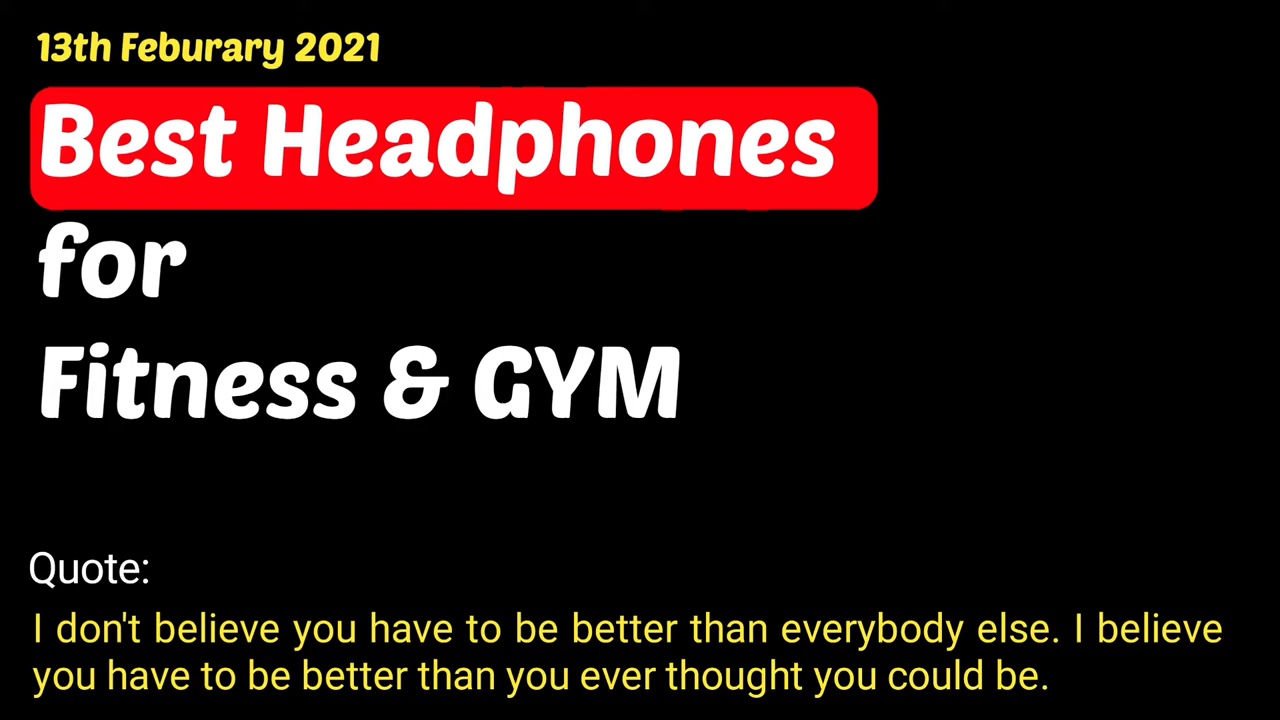 13th Feburary 2021
Best Headphones
for
Fitness & GYM
Quote:
I don't believe you have to be better than everybody else. I believe
you have to be better than you ever thought you could be.